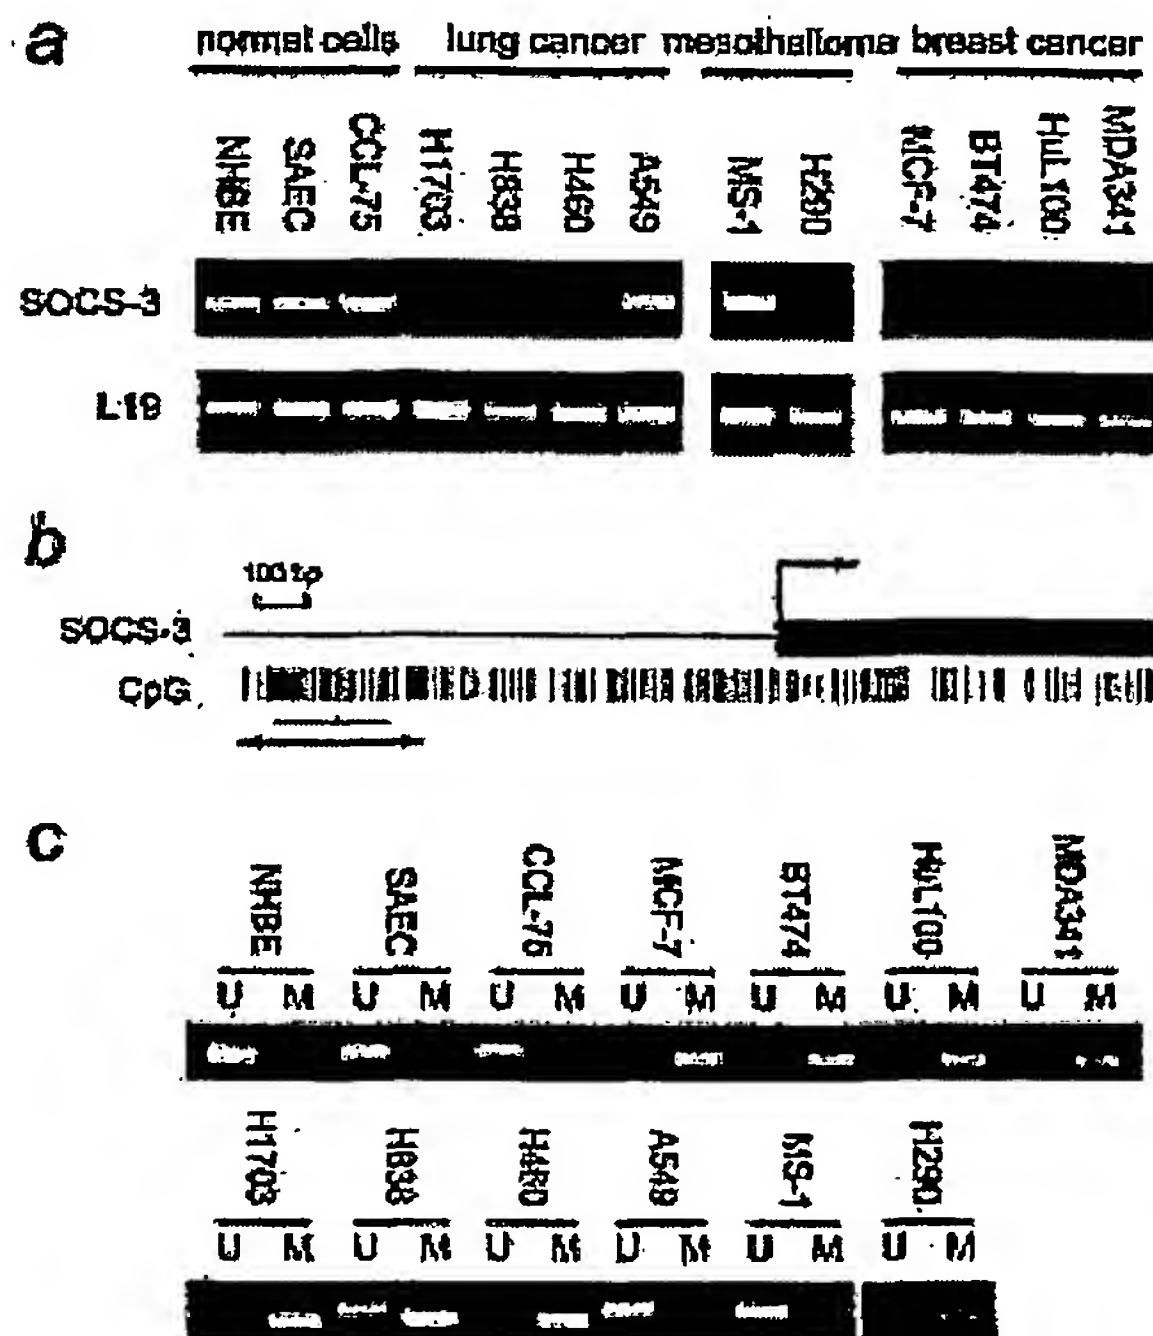 a
normal cells lung cancer mesothelioma breast cancer
NHBE SAEC CCL-75 H1703 H838 H460 A549 MS-1 H290 MCF-7 BT474 HuL100 MDA341
SOCS-3
L19
b
100 bp
SOCS-3
CpG
c
NHBE SAEC CCL-75 MCF-7 BT474 HuL100 MDA341
U M U M U M U M U M U M U M
H1703 H838 H460 A549 MS-1 H290
U M U M U M U M U M U M